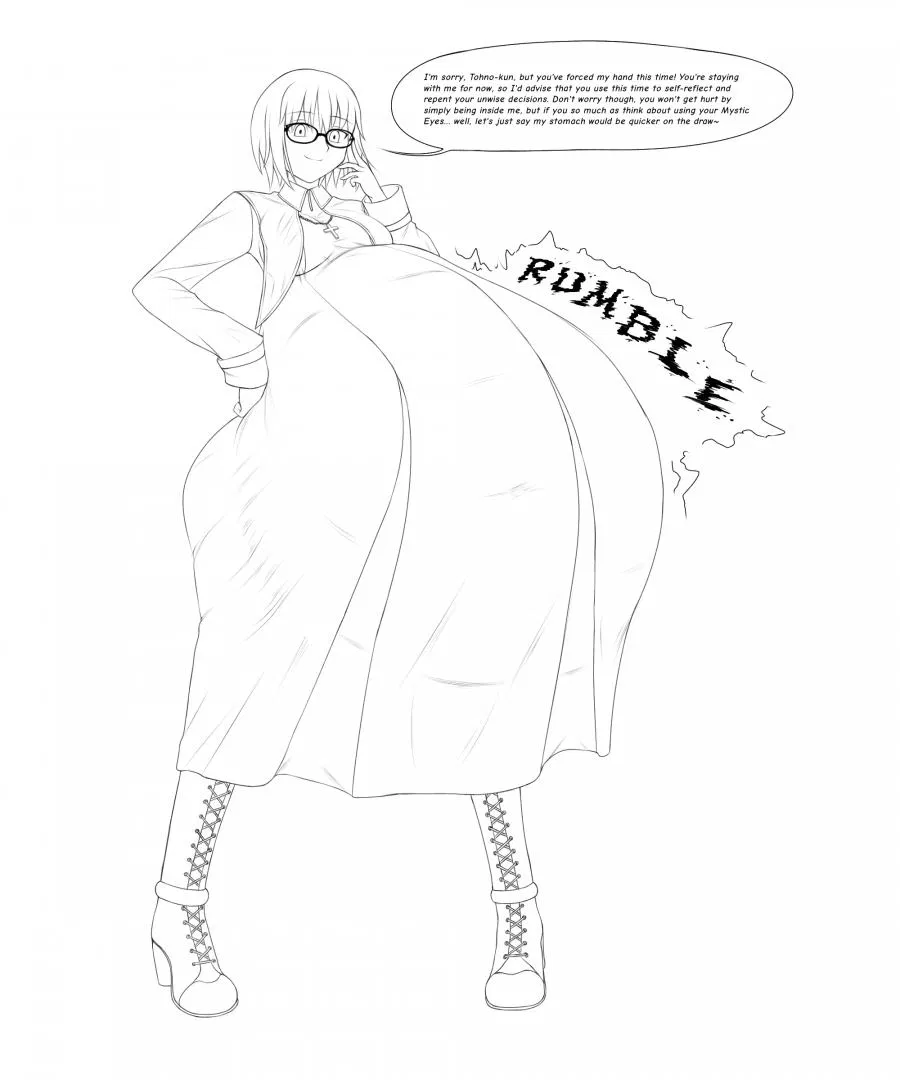 I'm sorry, Tohno-kun, but you've forced my hand this time! You're staying
with me for now, so I'd advise that you use this time to self-reflect and
repent your unwise decisions. Don't worry though, you won't get hurt by
simply being inside me, but if you so much as think about using your Mystic
Eyes... well, let's just say my stomach would be quicker on the draw~
RUMBLE